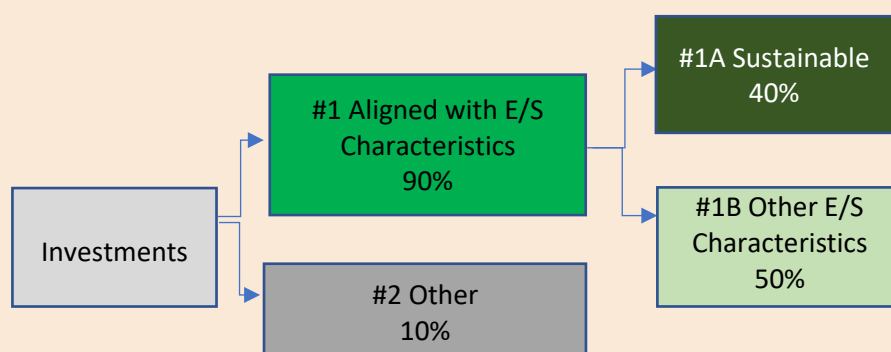 #1A Sustainable
40%
#1 Aligned with E/S
Characteristics
90%
#1B Other E/S
Characteristics
50%
Investments
#2 Other
10%